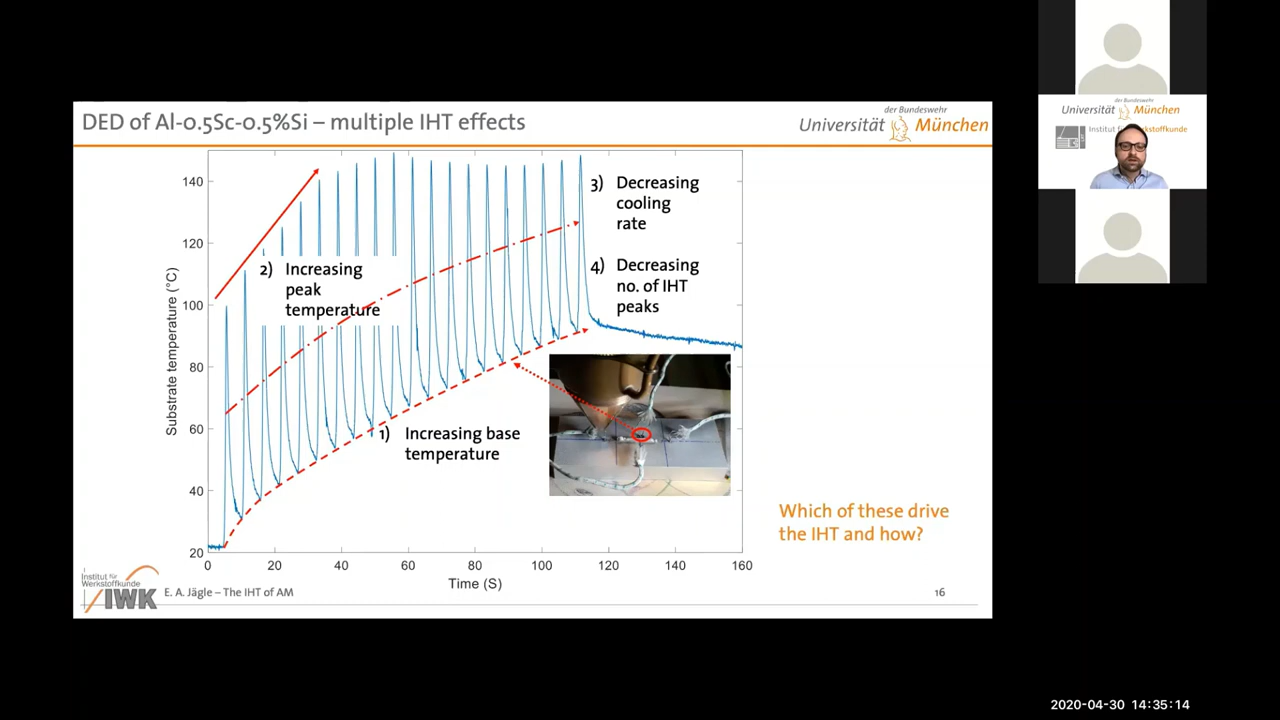 DED of Al-0.5Sc-0.5%Si – multiple IHT effects
der Bundeswehr
Universität München
Substrate temperature (°C)
140
120
100
80
60
40
20
0
20
40
60
80
100
120
140
160
Time (S)
2) Increasing
peak
temperature
3) Decreasing
cooling
rate
4) Decreasing
no. of IHT
peaks
1) Increasing base
temperature
Which of these drive
the IHT and how?
Institut für
Werkstoffkunde
IWK
E. A. Jägle – The IHT of AM
16
der Bundeswehr
Universität München
Institut
2020-04-30 14:35:14